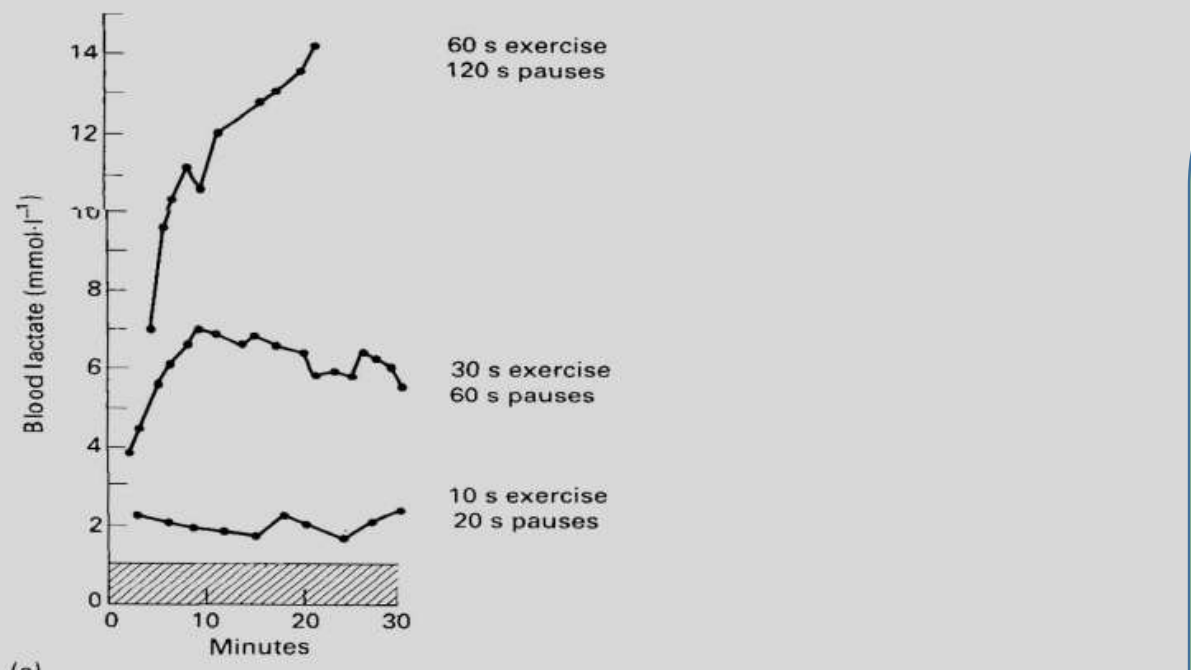 14
12
10
8
6
4
2
0
Blood lactate (mmol·l⁻¹)
60 s exercise
120 s pauses
30 s exercise
60 s pauses
10 s exercise
20 s pauses
0 10 20 30
Minutes